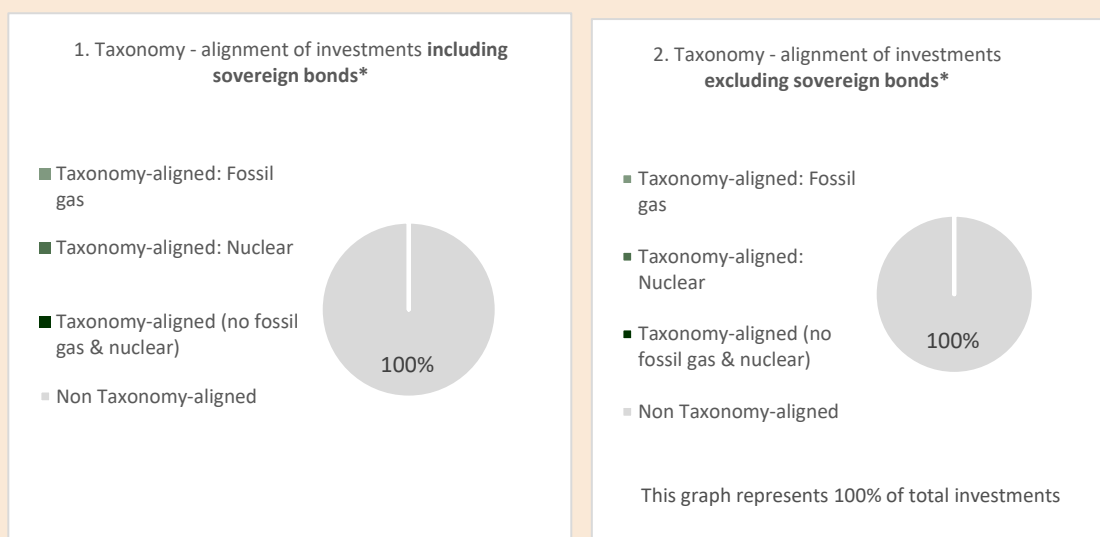 1. Taxonomy - alignment of investments including
sovereign bonds*
Taxonomy-aligned: Fossil
gas
Taxonomy-aligned: Nuclear
Taxonomy-aligned (no fossil
gas & nuclear)
Non Taxonomy-aligned
100%
2. Taxonomy - alignment of investments
excluding sovereign bonds*
Taxonomy-aligned: Fossil
gas
Taxonomy-aligned:
Nuclear
Taxonomy-aligned (no
fossil gas & nuclear)
Non Taxonomy-aligned
100%
This graph represents 100% of total investments